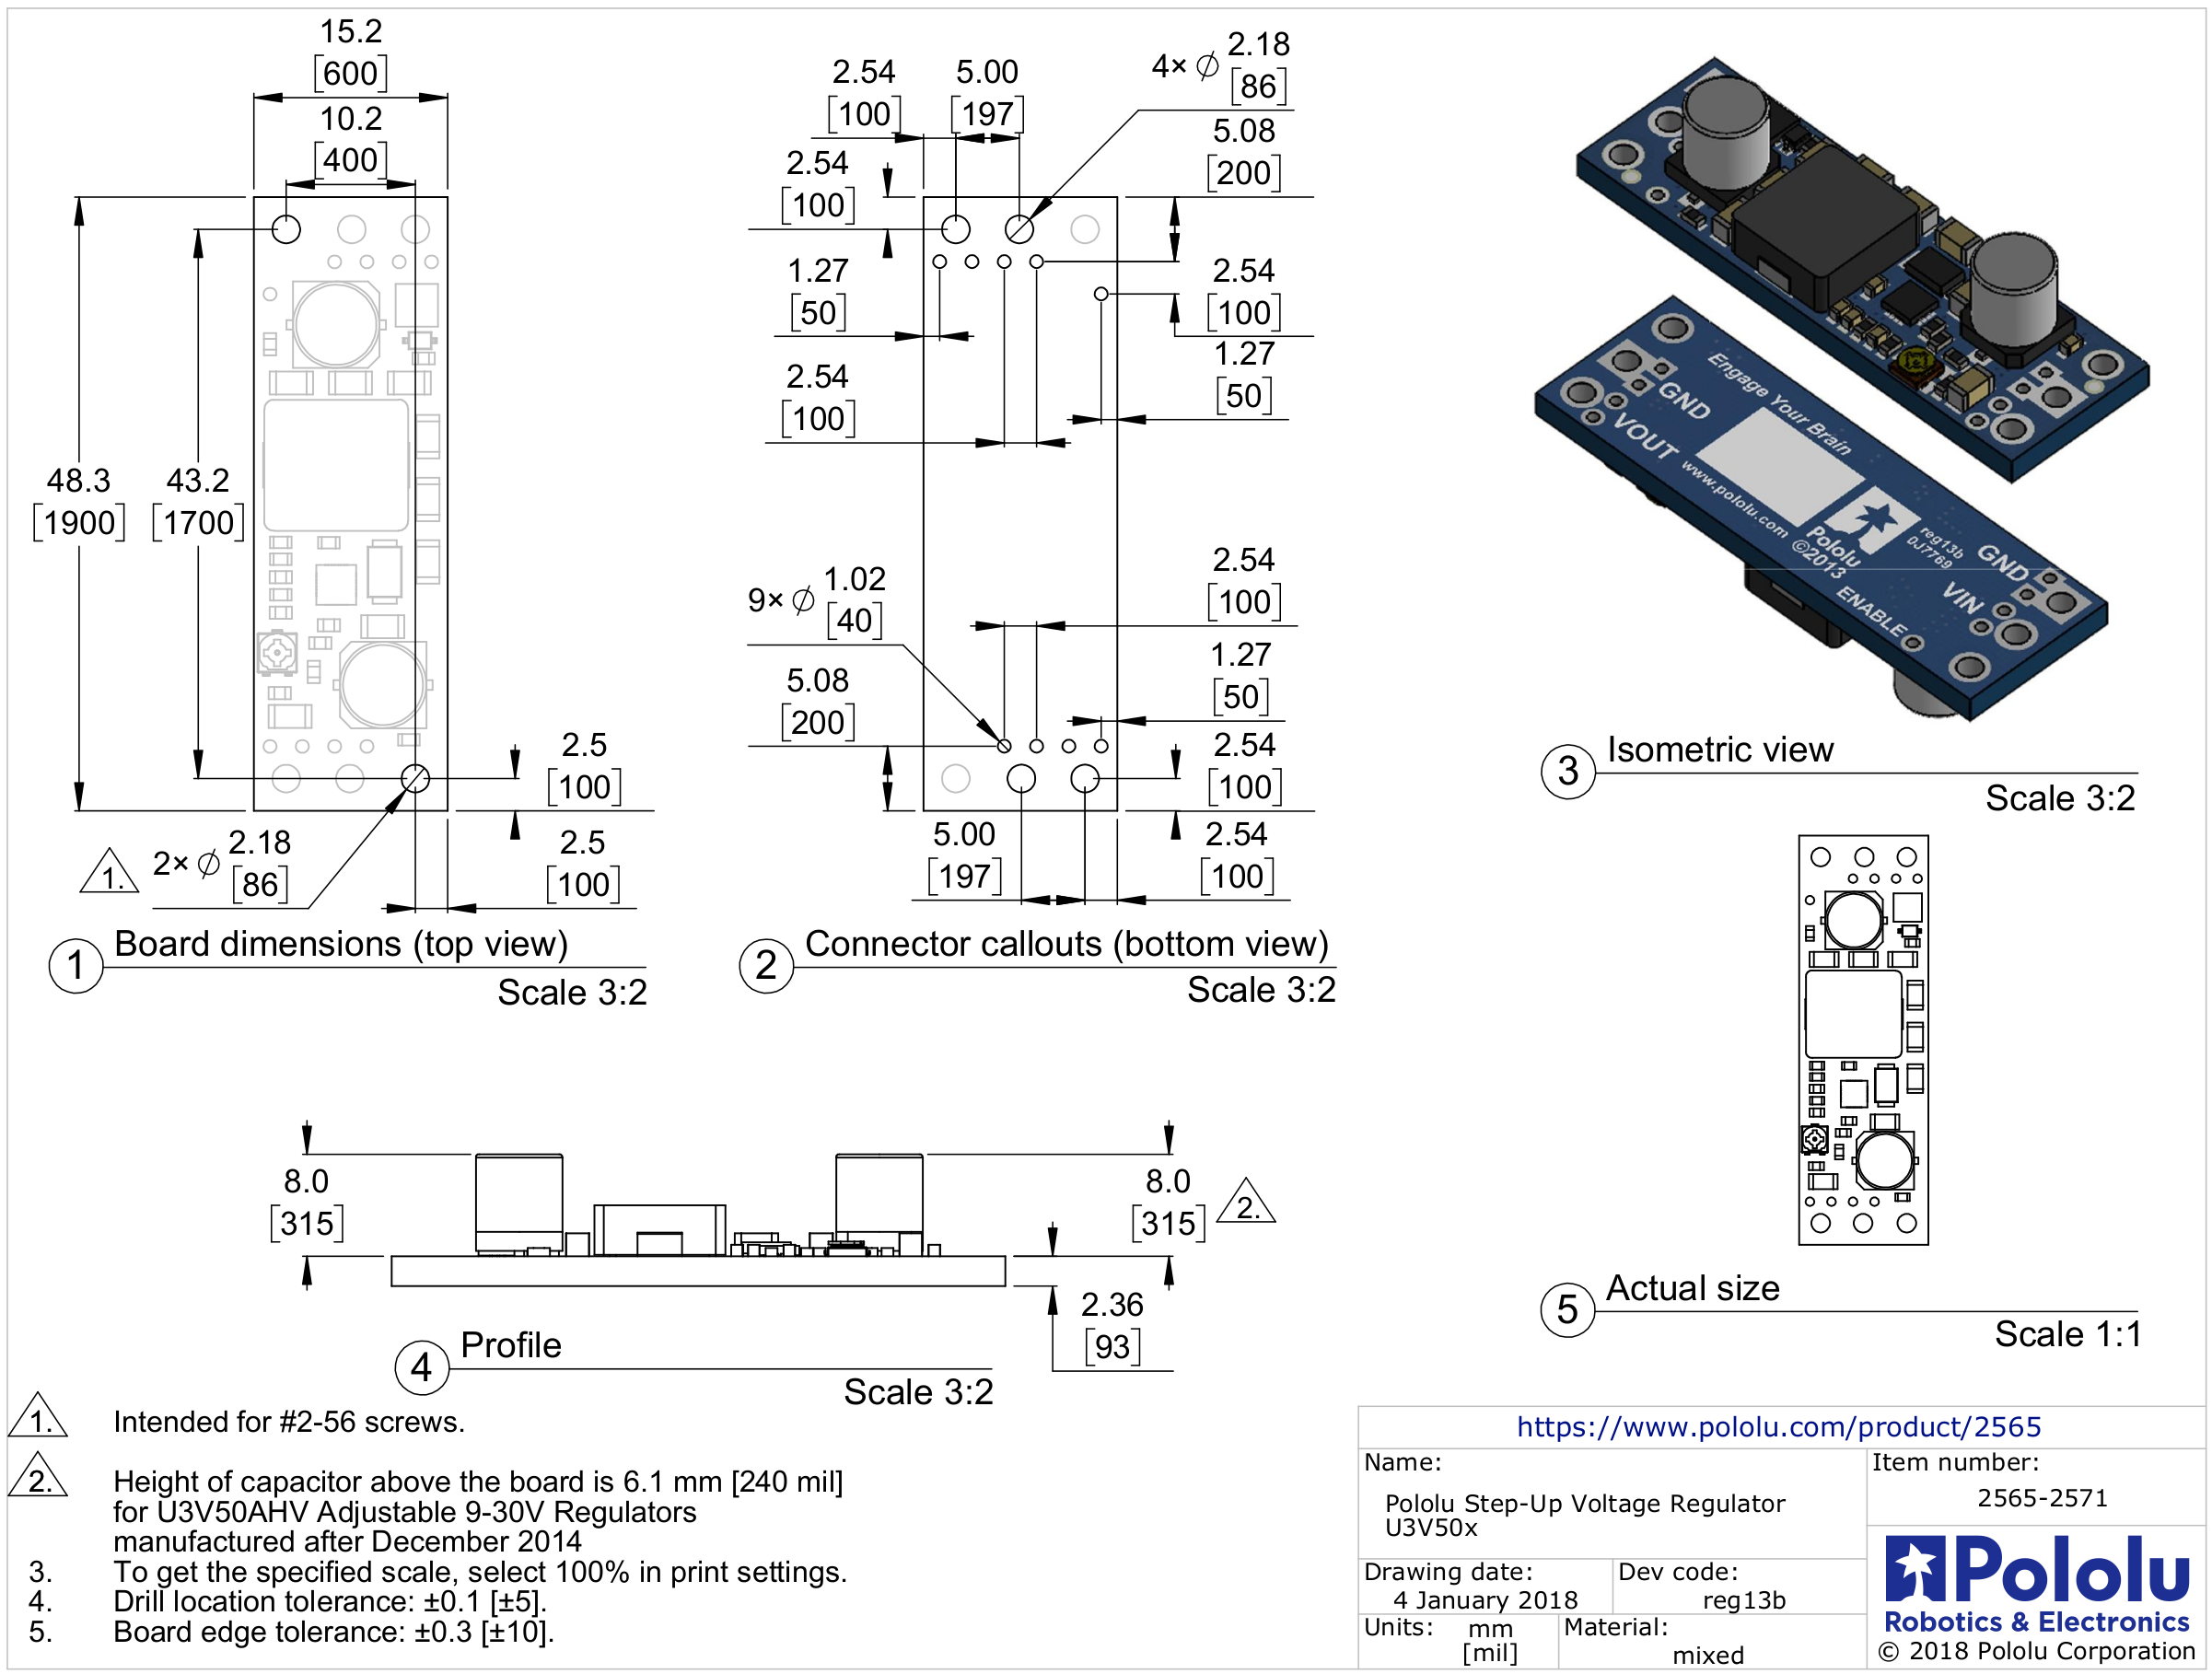 15.2
[600]
10.2
[400]
48.3
[1900]
43.2
[1700]
2.5
[100]
2.5
[100]
1.
2× ⌀ 2.18
[86]
1 Board dimensions (top view)
Scale 3:2
2.54
[100]
5.00
[197]
4× ⌀ 2.18
[86]
2.54
[100]
5.08
[200]
1.27
[50]
2.54
[100]
2.54
[100]
1.27
[50]
9× ⌀ 1.02
[40]
2.54
[100]
5.08
[200]
1.27
[50]
2.54
[100]
5.00
[197]
2.54
[100]
2 Connector callouts (bottom view)
Scale 3:2
Engage Your Brain
GND
VOUT
www.pololu.com
Pololu
©2013
reg13b
0J7769
GND
VIN
ENABLE
3 Isometric view
Scale 3:2
5 Actual size
Scale 1:1
8.0
[315]
8.0
[315]
2.
2.36
[93]
4 Profile
Scale 3:2
1. Intended for #2-56 screws.
2. Height of capacitor above the board is 6.1 mm [240 mil]
for U3V50AHV Adjustable 9-30V Regulators
manufactured after December 2014
3. To get the specified scale, select 100% in print settings.
4. Drill location tolerance: ±0.1 [±5].
5. Board edge tolerance: ±0.3 [±10].
https://www.pololu.com/product/2565
Name:
Pololu Step-Up Voltage Regulator
U3V50x
Item number:
2565-2571
Drawing date:
4 January 2018
Dev code:
reg13b
Units: mm
[mil]
Material:
mixed
Pololu
Robotics & Electronics
© 2018 Pololu Corporation